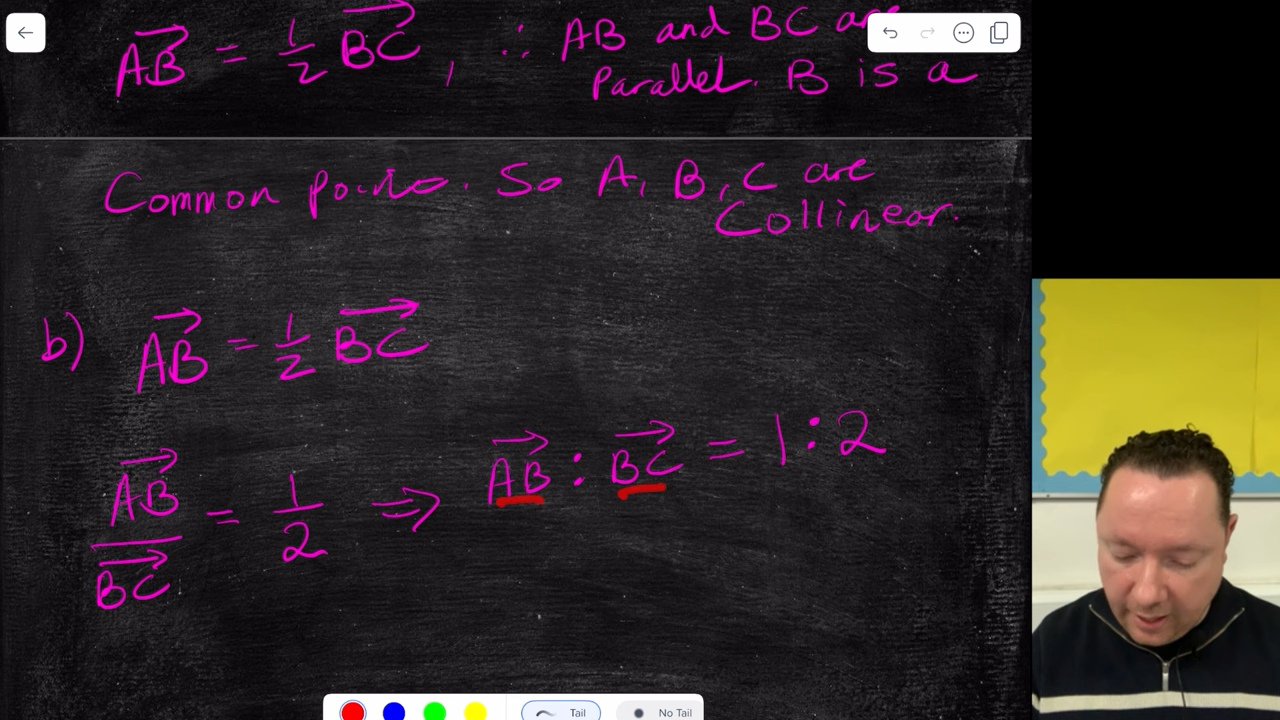 AB = 1/2 BC, ∴ AB and BC are
Parallel. B is a
Common point. So A, B, C are
Collinear.
b) AB = 1/2 BC
AB/BC = 1/2 ⇒ AB : BC = 1:2
Tail
No Tail